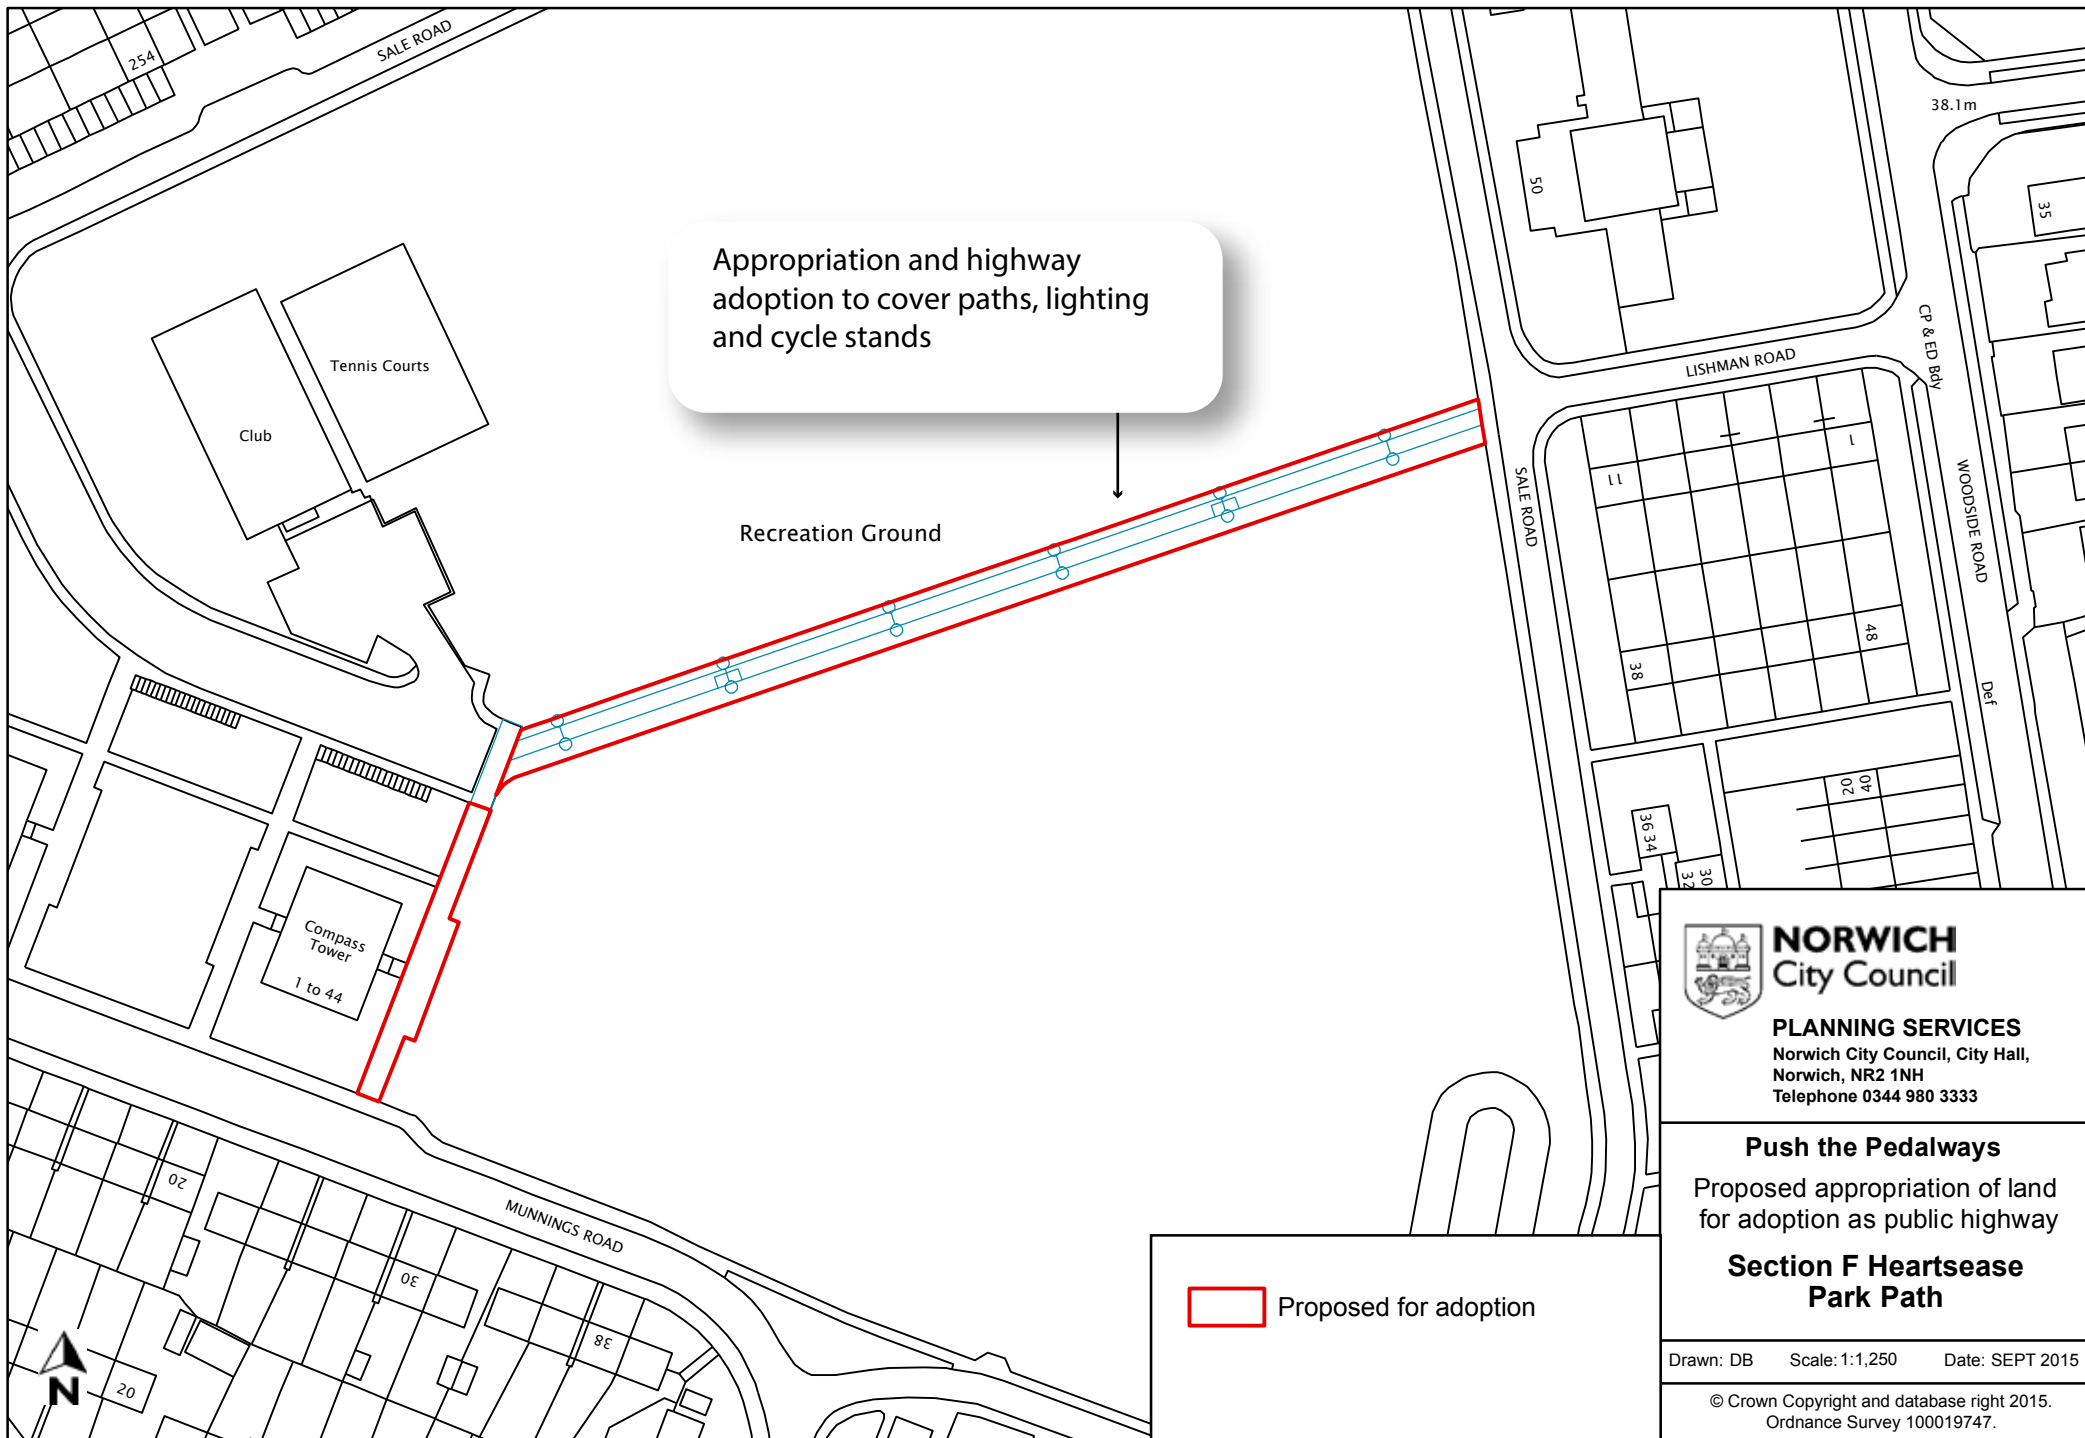 254
SALE ROAD
38.1m
50
35
Appropriation and highway
adoption to cover paths, lighting
and cycle stands
Tennis Courts
Club
CP & ED Bdy
LISHMAN ROAD
1
11
SALE ROAD
WOODSIDE ROAD
Recreation Ground
48
38
Def
40
20
36 34
30
32
Compass
Tower
1 to 44
20
MUNNINGS ROAD
30
38
20
N
NORWICH
City Council
PLANNING SERVICES
Norwich City Council, City Hall,
Norwich, NR2 1NH
Telephone 0344 980 3333
Push the Pedalways
Proposed appropriation of land
for adoption as public highway
Section F Heartsease
Park Path
Proposed for adoption
Drawn: DB Scale: 1:1,250 Date: SEPT 2015
© Crown Copyright and database right 2015.
Ordnance Survey 100019747.